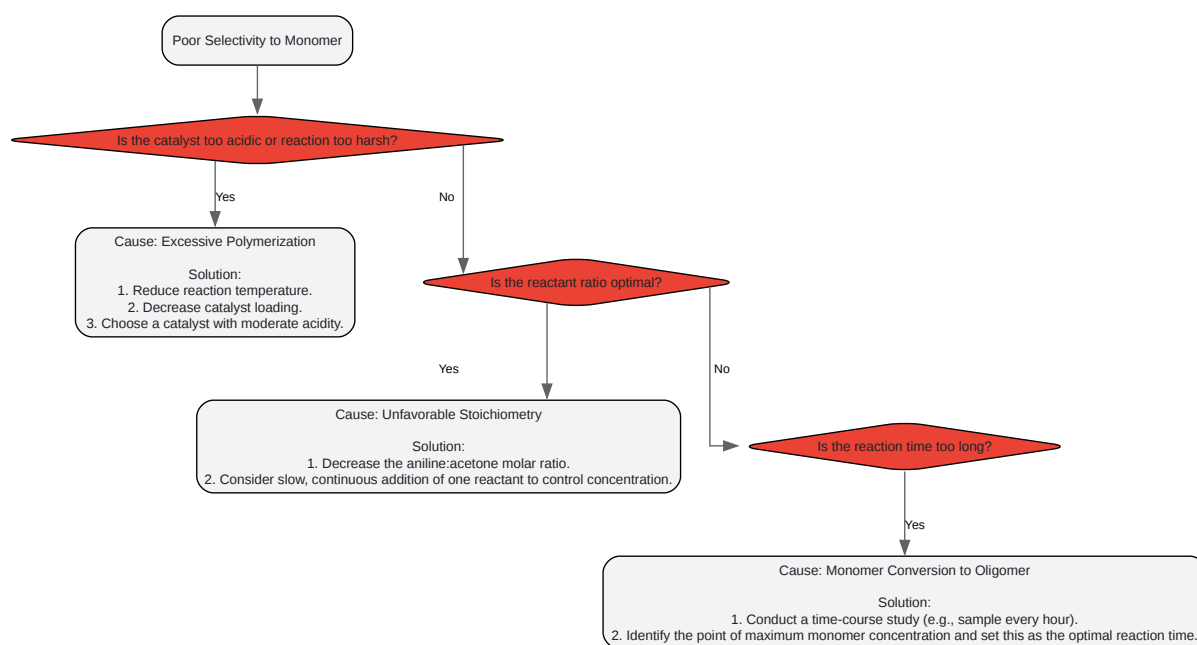 Poor Selectivity to Monomer
Is the catalyst too acidic or reaction too harsh?
Yes
No
Cause: Excessive Polymerization
Solution:
1. Reduce reaction temperature.
2. Decrease catalyst loading.
3. Choose a catalyst with moderate acidity.
Is the reactant ratio optimal?
Yes
No
Cause: Unfavorable Stoichiometry
Solution:
1. Decrease the aniline:acetone molar ratio.
2. Consider slow, continuous addition of one reactant to control concentration.
Is the reaction time too long?
Yes
Cause: Monomer Conversion to Oligomer
Solution:
1. Conduct a time-course study (e.g., sample every hour).
2. Identify the point of maximum monomer concentration and set this as the optimal reaction time.